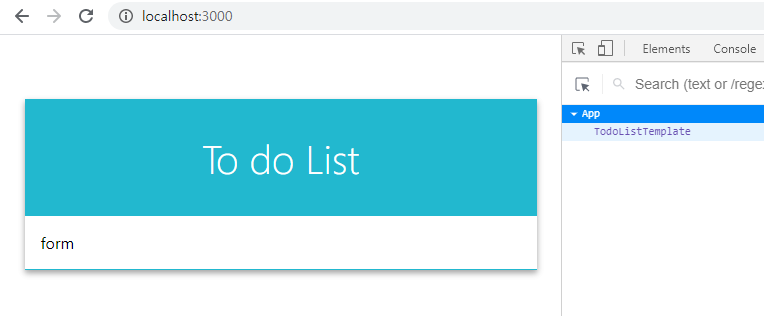 localhost:3000
Elements Console
Search (text or /regex
App
TodoListTemplate
To do List
form